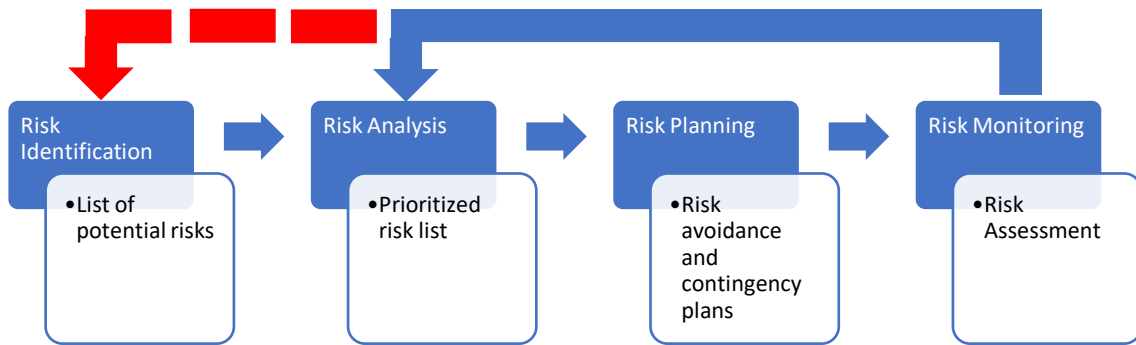 Risk
Identification
•List of
potential risks
Risk Analysis
•Prioritized
risk list
Risk Planning
•Risk
avoidance
and
contingency
plans
Risk Monitoring
•Risk
Assessment